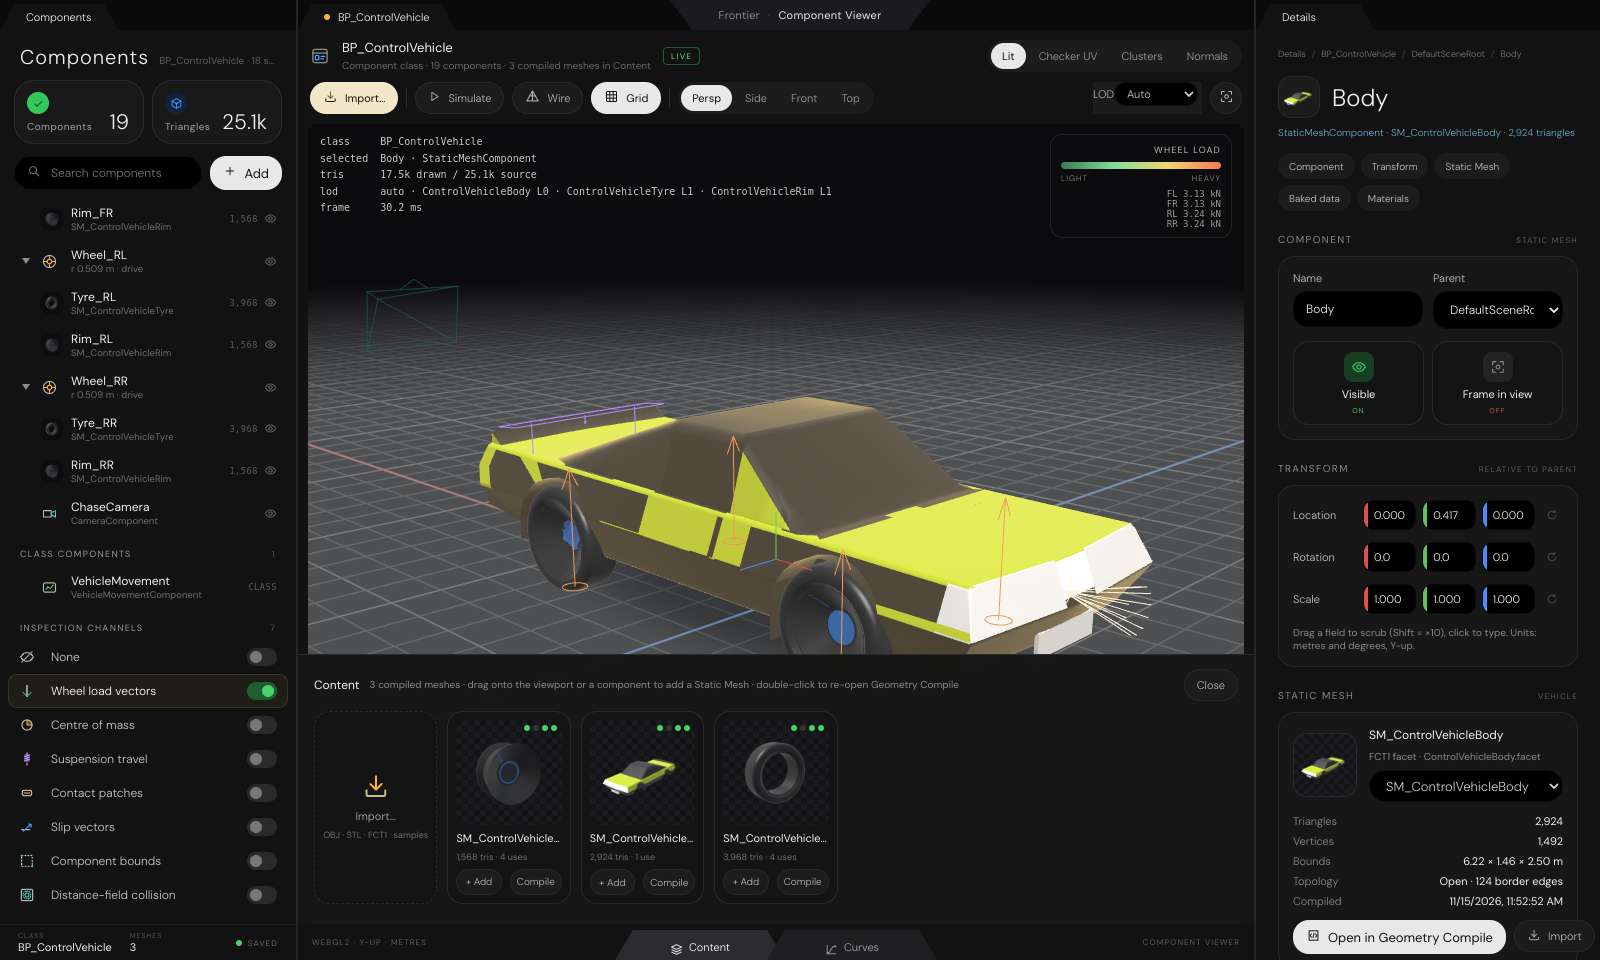 Components
Components
BP_ControlVehicle · 18 s...
Components
19
Triangles
25.1k
Search components
+ Add
Rim_FR
SM_ControlVehicleRim
1,568
Wheel_RL
r 0.509 m · drive
Tyre_RL
SM_ControlVehicleTyre
3,968
Rim_RL
SM_ControlVehicleRim
1,568
Wheel_RR
r 0.509 m · drive
Tyre_RR
SM_ControlVehicleTyre
3,968
Rim_RR
SM_ControlVehicleRim
1,568
ChaseCamera
CameraComponent
CLASS COMPONENTS
1
VehicleMovement
VehicleMovementComponent
CLASS
INSPECTION CHANNELS
7
None
Wheel load vectors
Centre of mass
Suspension travel
Contact patches
Slip vectors
Component bounds
Distance-field collision
CLASS
BP_ControlVehicle
MESHES
3
SAVED
BP_ControlVehicle
Frontier · Component Viewer
BP_ControlVehicle
Component class · 19 components · 3 compiled meshes in Content
LIVE
Lit
Checker UV
Clusters
Normals
Import...
Simulate
Wire
Grid
Persp
Side
Front
Top
LOD
Auto
class BP_ControlVehicle
selected Body · StaticMeshComponent
tris 17.5k drawn / 25.1k source
lod auto · ControlVehicleBody L0 · ControlVehicleTyre L1 · ControlVehicleRim L1
frame 30.2 ms
WHEEL LOAD
LIGHT
HEAVY
FL 3.13 kN
FR 3.13 kN
RL 3.24 kN
RR 3.24 kN
Content
3 compiled meshes · drag onto the viewport or a component to add a Static Mesh · double-click to re-open Geometry Compile
Close
Import...
OBJ · STL · FCT1 · samples
SM_ControlVehicle...
1,568 tris · 4 uses
+ Add
Compile
SM_ControlVehicle...
2,924 tris · 1 use
+ Add
Compile
SM_ControlVehicle...
3,968 tris · 4 uses
+ Add
Compile
WEBGL2 · Y-UP · METRES
Content
Curves
COMPONENT VIEWER
Details
Details / BP_ControlVehicle / DefaultSceneRoot / Body
Body
StaticMeshComponent · SM_ControlVehicleBody · 2,924 triangles
Component
Transform
Static Mesh
Baked data
Materials
COMPONENT
STATIC MESH
Name
Parent
Body
DefaultSceneRc
Visible
ON
Frame in view
OFF
TRANSFORM
RELATIVE TO PARENT
Location
0.000
0.417
0.000
Rotation
0.0
0.0
0.0
Scale
1.000
1.000
1.000
Drag a field to scrub (Shift = ×10), click to type. Units:
metres and degrees, Y-up.
STATIC MESH
VEHICLE
SM_ControlVehicleBody
FCT1 facet · ControlVehicleBody.facet
SM_ControlVehicleBody
Triangles
2,924
Vertices
1,492
Bounds
6.22 × 1.46 × 2.50 m
Topology
Open · 124 border edges
Compiled
11/15/2026, 11:52:52 AM
Open in Geometry Compile
Import